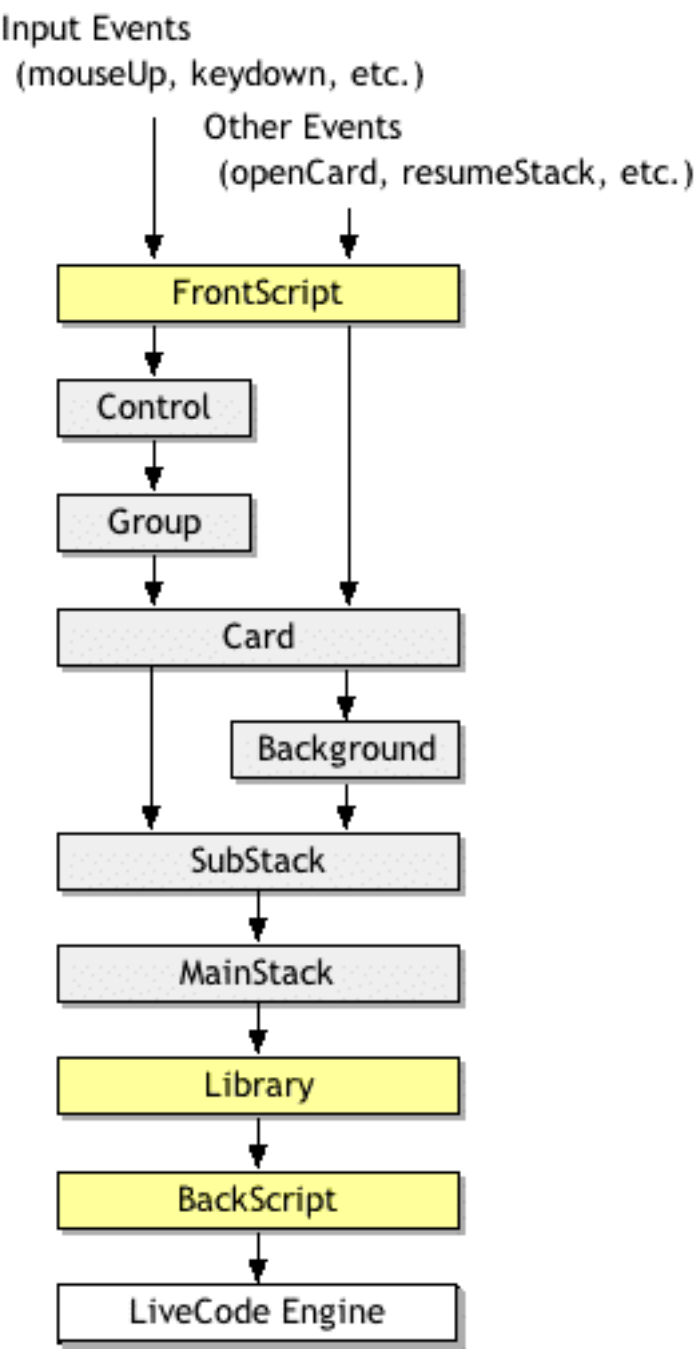 Input Events
(mouseUp, keydown, etc.)
Other Events
(openCard, resumeStack, etc.)
FrontScript
Control
Group
Card
Background
SubStack
MainStack
Library
BackScript
LiveCode Engine